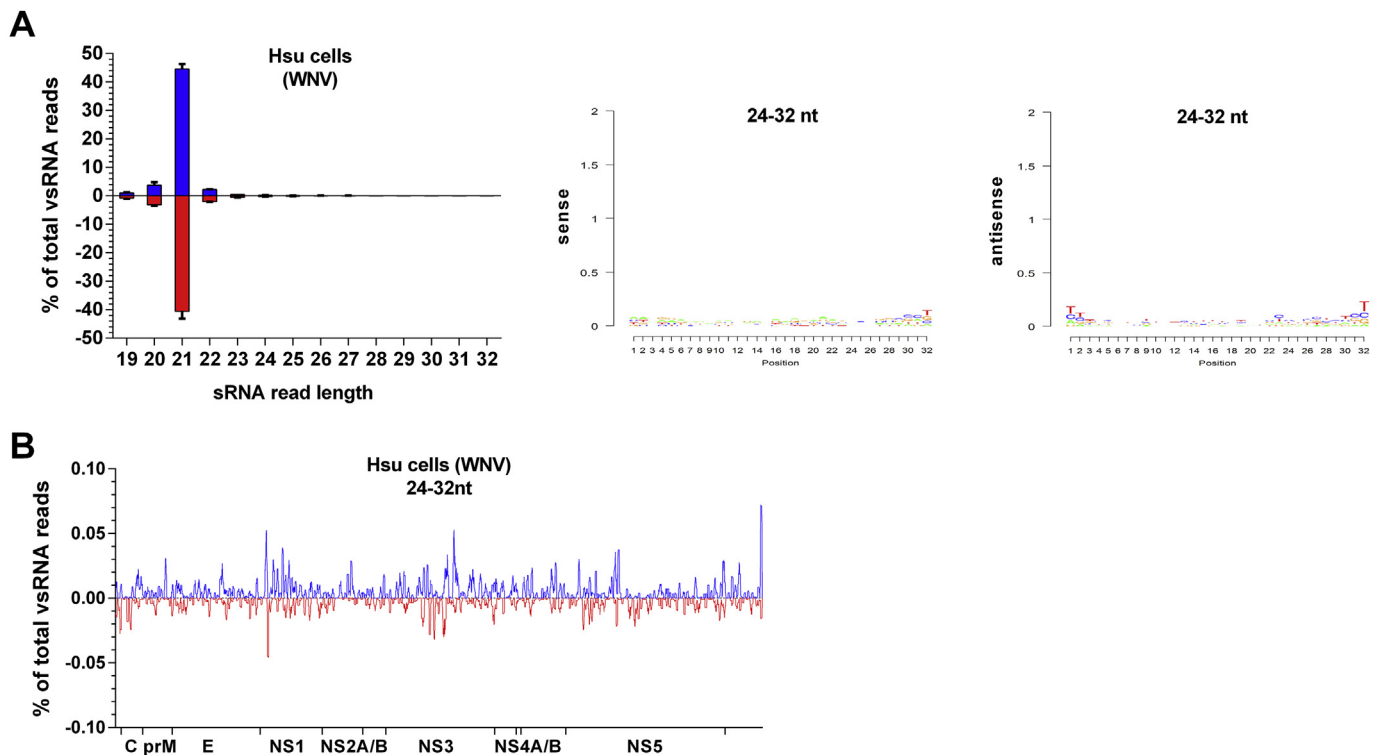 A
Hsu cells
(WNV)
% of total vsRNA reads
50
40
30
20
10
0
-10
-20
-30
-40
-50
19 20 21 22 23 24 25 26 27 28 29 30 31 32
sRNA read length
24-32 nt
sense
2
1.5
1
0.5
0
1 2 3 4 5 6 7 8 9 10 12 14 16 18 20 22 24 26 28 30 32
Position
24-32 nt
antisense
2
1.5
1
0.5
0
1 2 3 4 5 6 7 8 9 10 12 14 16 18 20 22 24 26 28 30 32
Position
B
Hsu cells (WNV)
24-32nt
% of total vsRNA reads
0.10
0.05
0.00
-0.05
-0.10
C prM E NS1 NS2A/B NS3 NS4A/B NS5